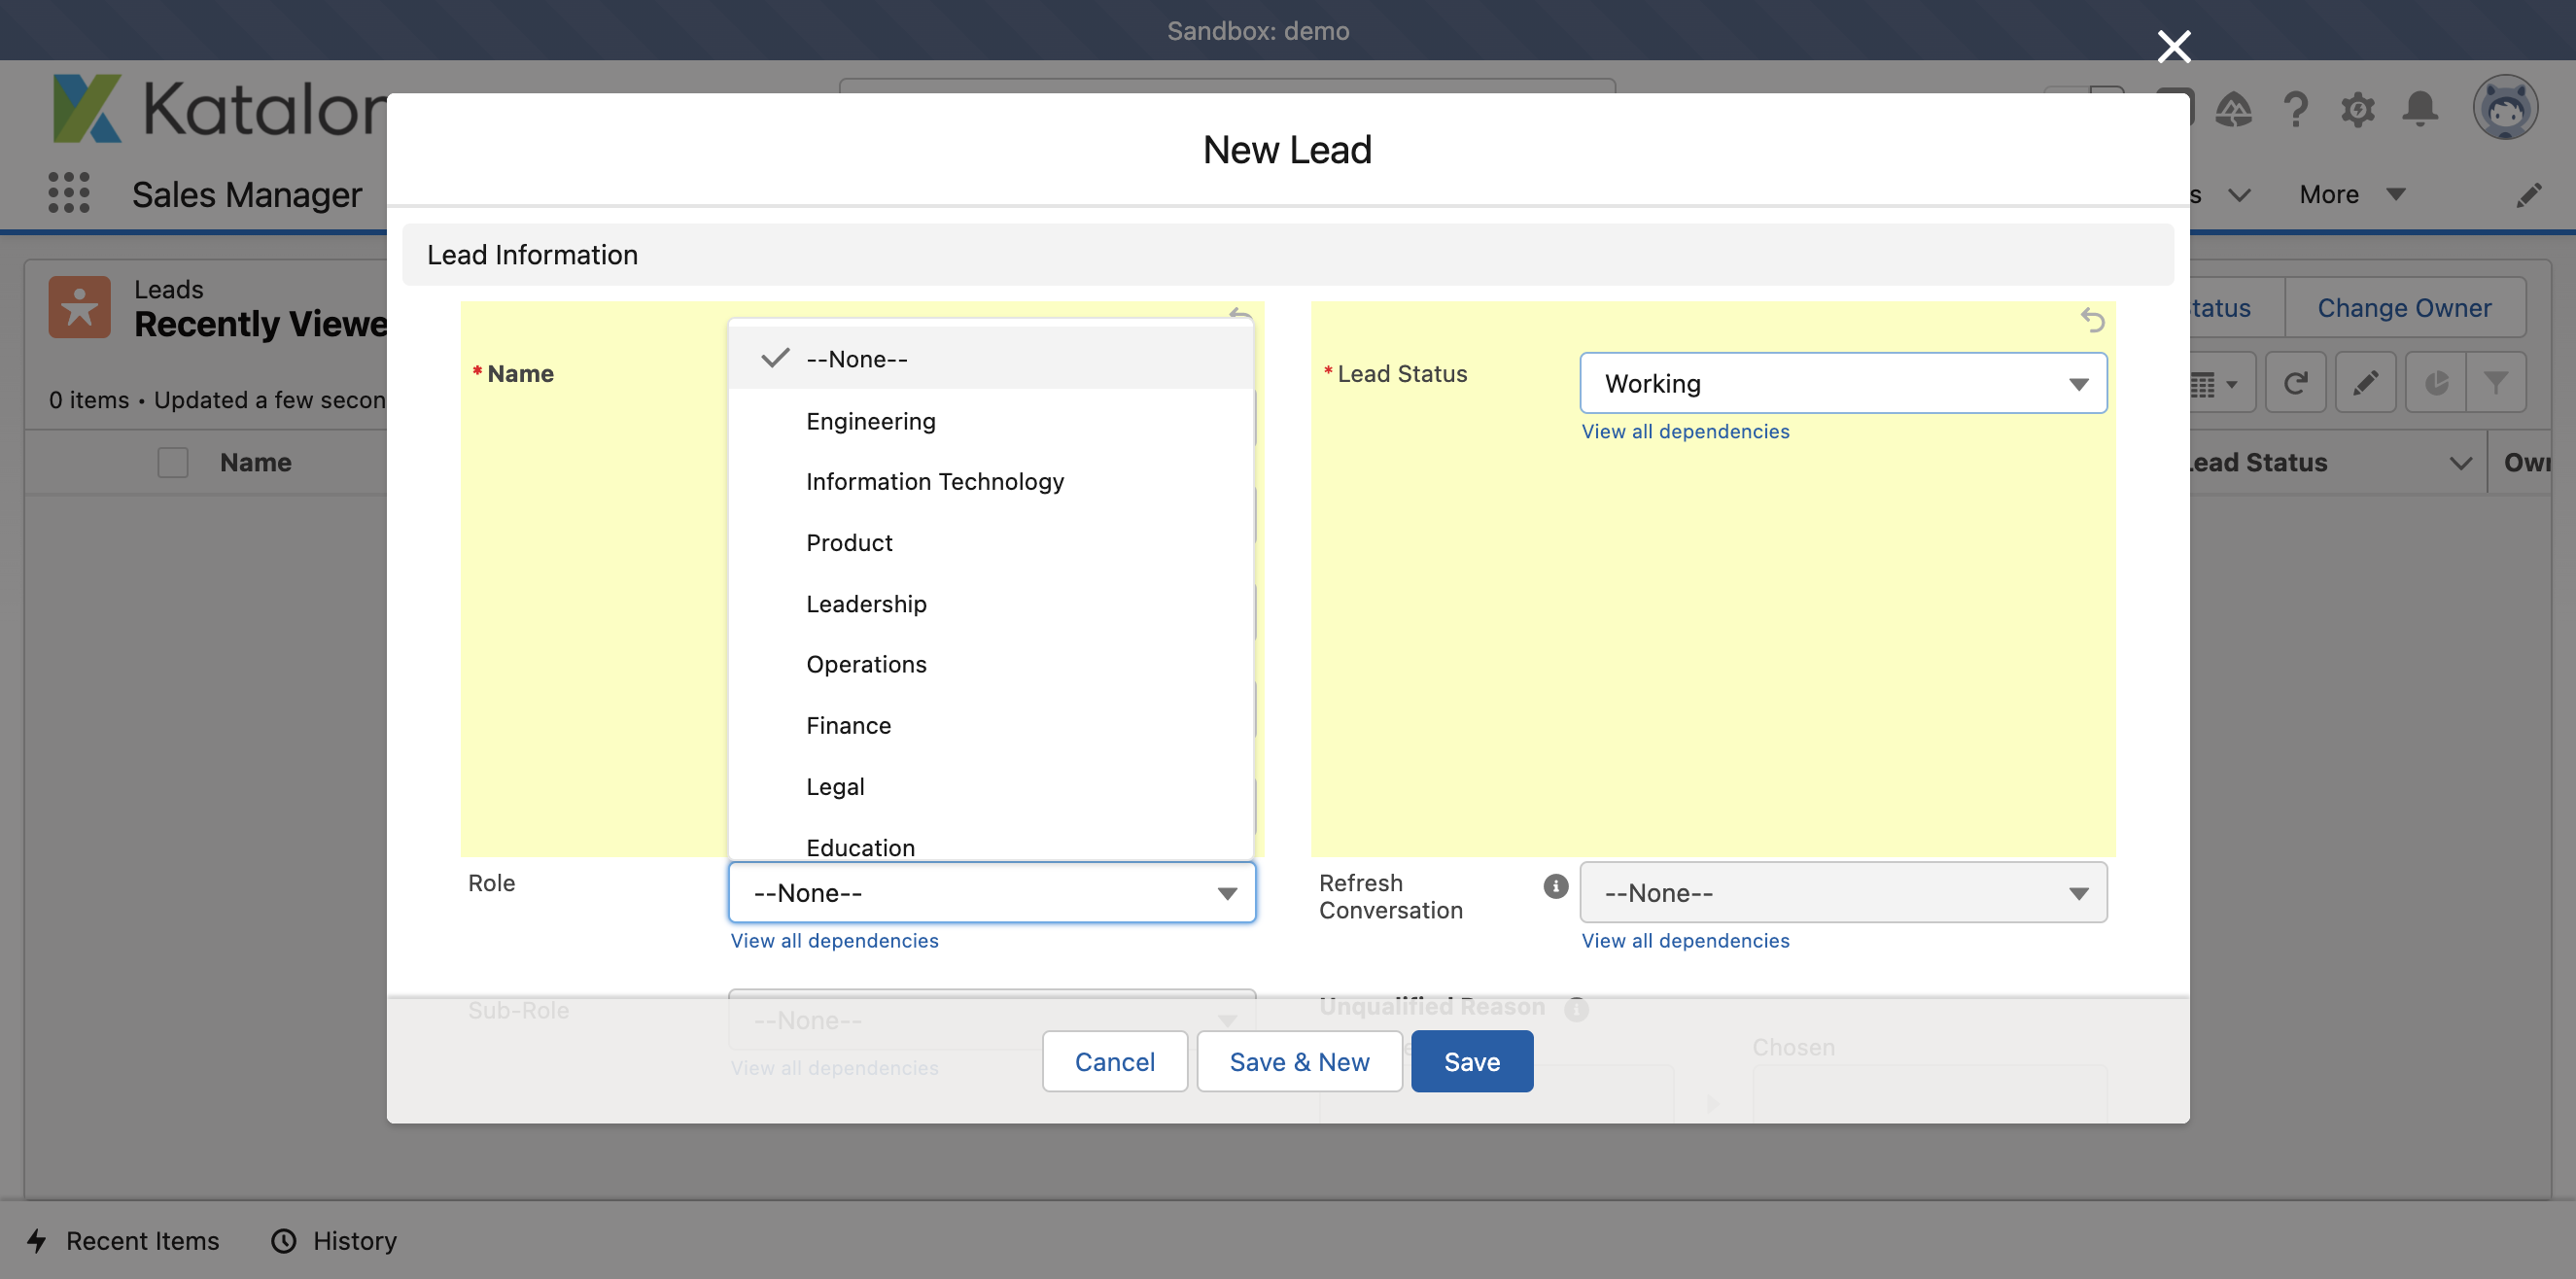 Sandbox: demo
Katalon
Sales Manager
More
New Lead
Lead Information
Leads
Recently Viewe
Change Owner
0 items • Updated a few secon
Name
Lead Status
* Name
--None--
Engineering
Information Technology
Product
Leadership
Operations
Finance
Legal
Education
* Lead Status
Working
View all dependencies
Role
--None--
View all dependencies
Refresh
Conversation
--None--
View all dependencies
Sub-Role
--None--
View all dependencies
Unqualified Reason
Chosen
Cancel
Save & New
Save
Recent Items
History